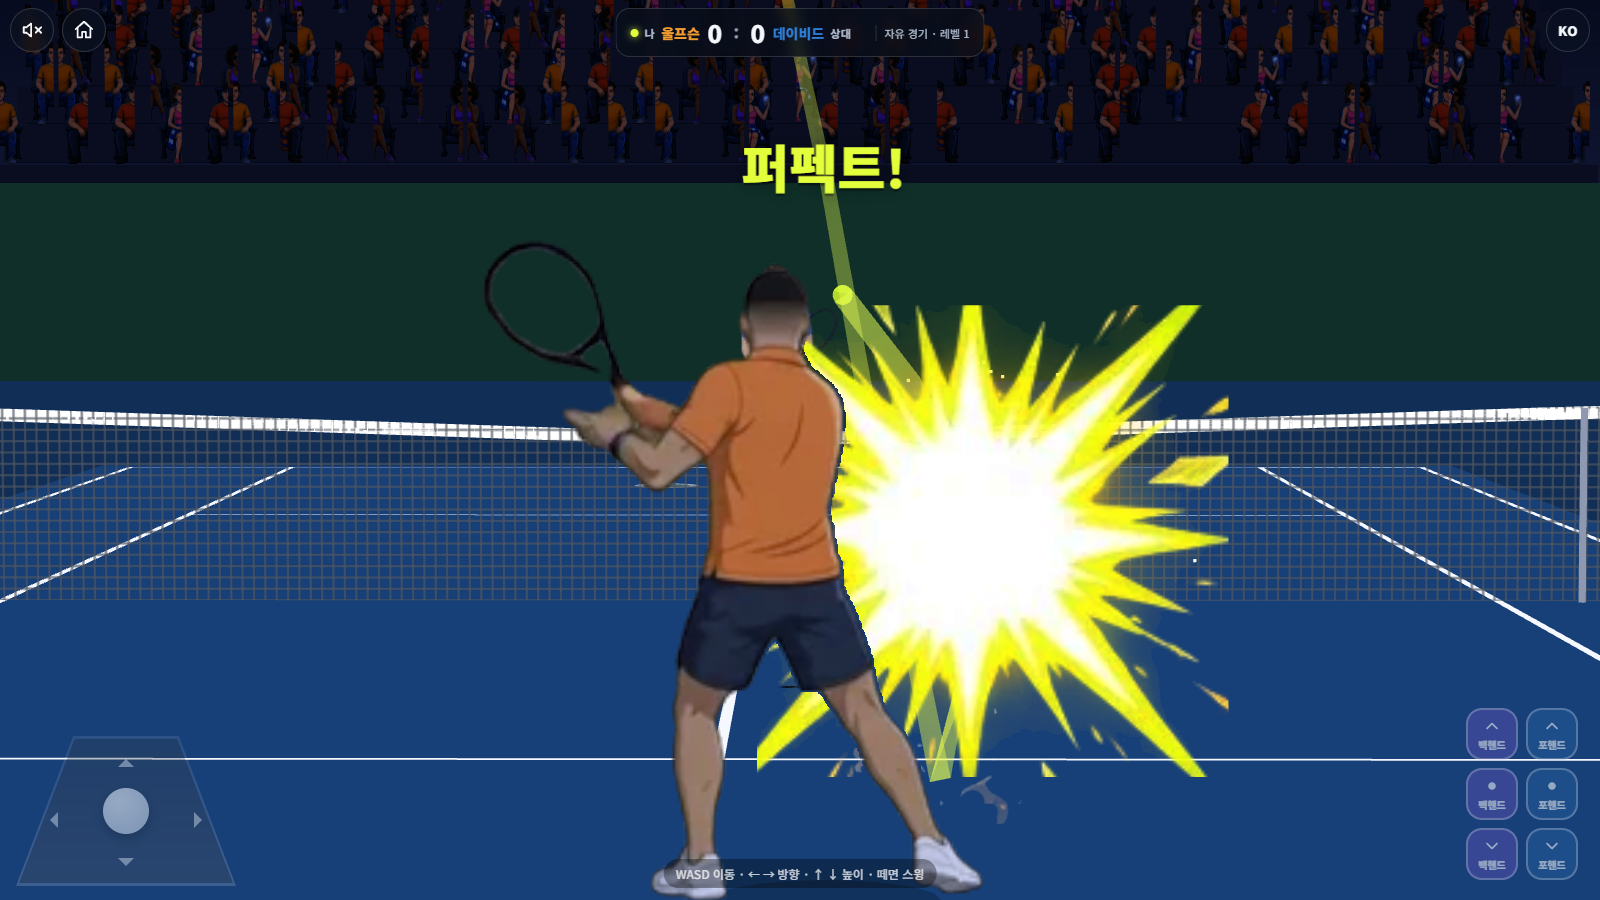 나 울프슨 0 : 0 데이비드 상대 자유 경기 · 레벨 1
KO
퍼펙트!
백핸드 포핸드
백핸드 포핸드
백핸드 포핸드
WASD 이동 · ←→ 방향 · ↑↓ 높이 · 떼면 스윙